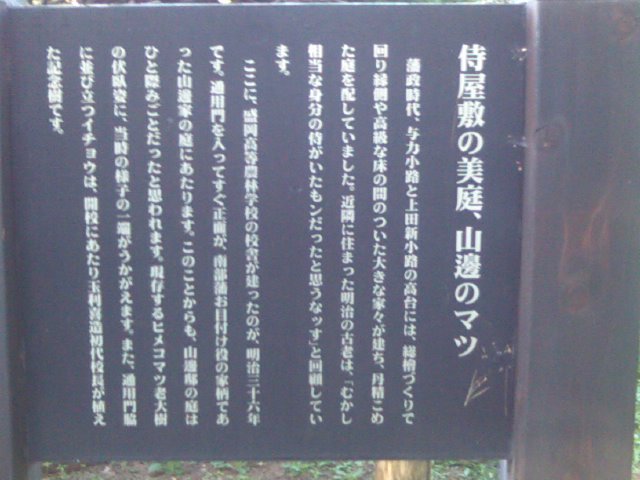 侍屋敷の美庭、山邊のマツ
藩政時代、与力小路と上田新小路の高台には、総檜づくりで
回り縁側や高級な床の間のついた大きな家々が建ち、丹精こめ
た庭を配していました。近隣に住まった明治の古老は、「むかし
相当な身分の侍がいたモンだったと思うなッす」と回顧してい
ます。
ここに、盛岡高等農林学校の校舎が建ったのが、明治三十六年
です。通用門を入ってすぐ正面が、南部藩お目付け役の家柄であ
った山邊家の庭にあたります。このことからも、山邊邸の庭は
ひと際みごとだったと思われます。現存するヒメコマツ老大樹
の伏臥姿に、当時の様子の一端がうかがえます。また、通用門脇
に並び立つイチョウは、開校にあたり玉利喜造初代校長が植え
た記念樹です。